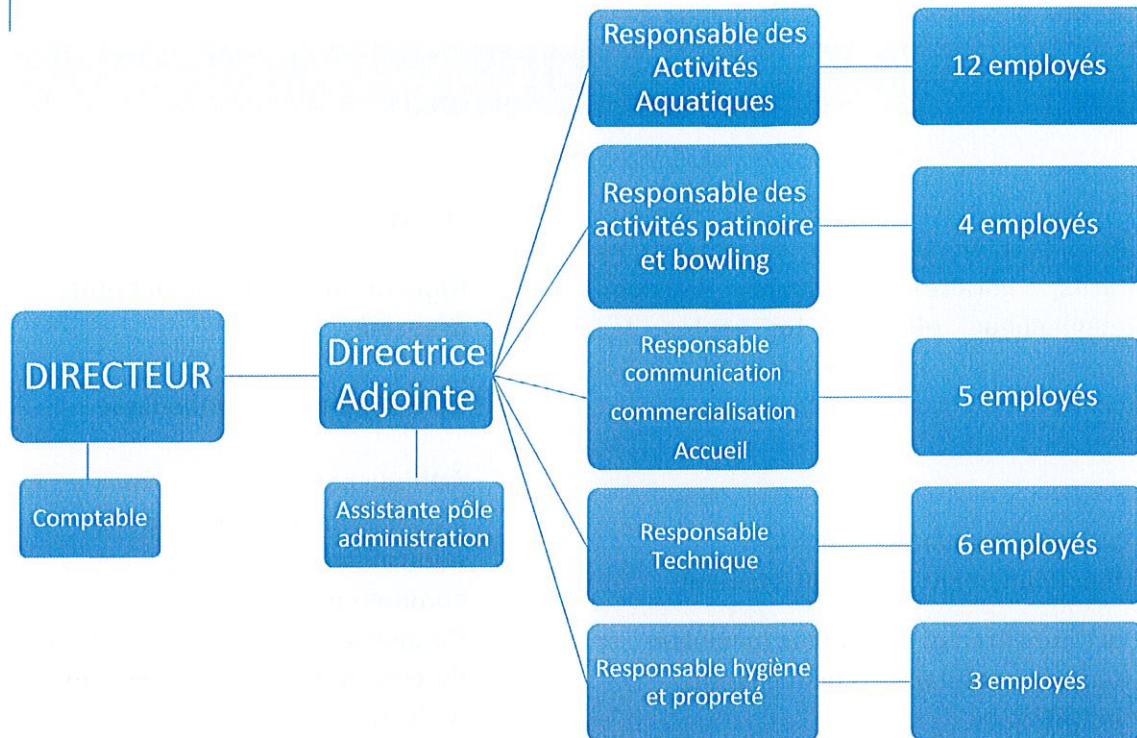 DIRECTEUR
Comptable
Directrice
Adjointe
Assistante pôle
administration
Responsable des
Activités
Aquatiques
12 employés
Responsable des
activités patinoire
et bowling
4 employés
Responsable
communication
commercialisation
Accueil
5 employés
Responsable
Technique
6 employés
Responsable hygiène
et propreté
3 employés